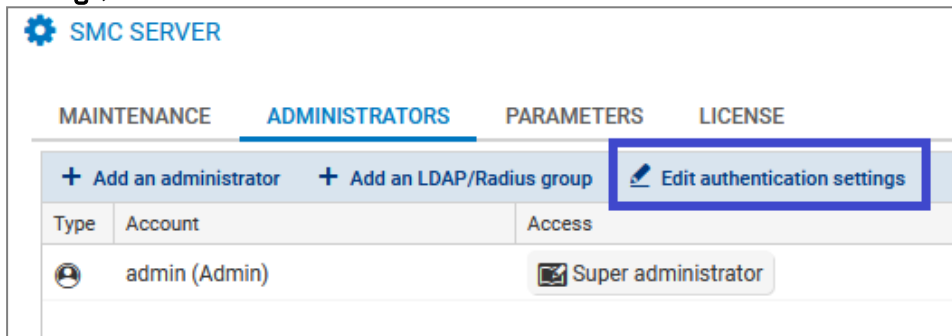 SMC SERVER
MAINTENANCE ADMINISTRATORS PARAMETERS LICENSE
+ Add an administrator + Add an LDAP/Radius group Edit authentication settings
Type Account Access
admin (Admin) Super administrator